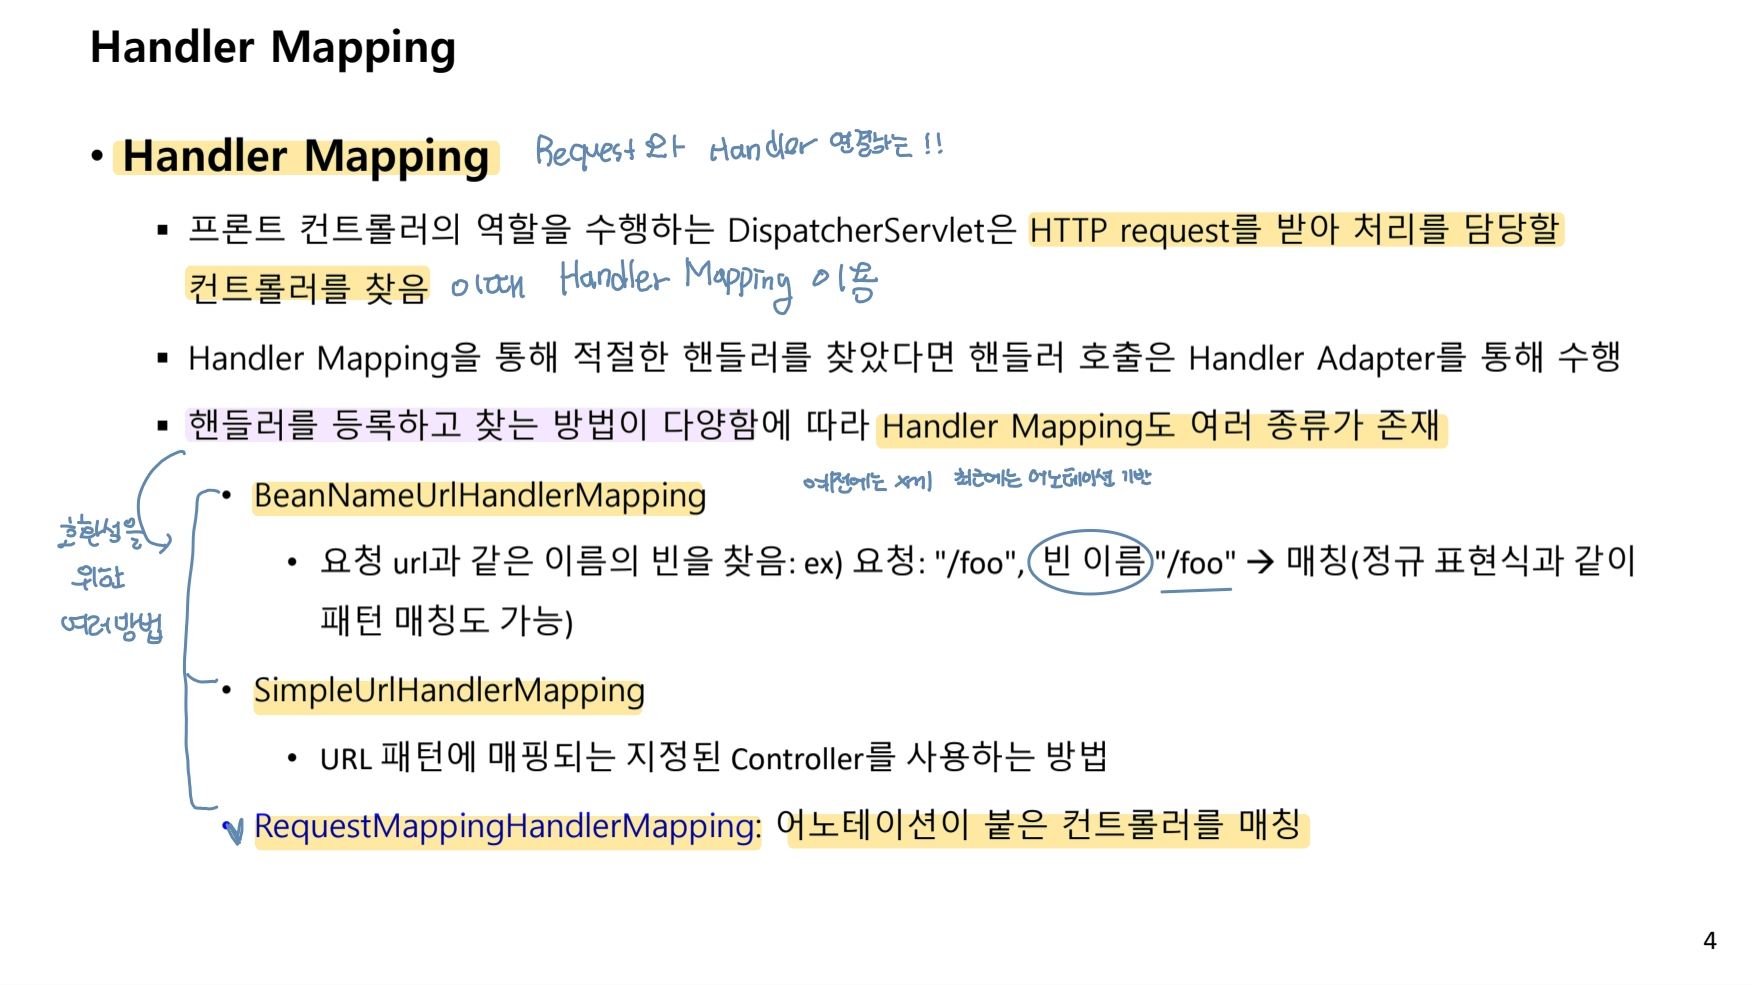 Handler Mapping
• Handler Mapping Request와 Handler 연결하는 !!
▪ 프론트 컨트롤러의 역할을 수행하는 DispatcherServlet은 HTTP request를 받아 처리를 담당할
컨트롤러를 찾음 이때 Handler Mapping 이용
▪ Handler Mapping을 통해 적절한 핸들러를 찾았다면 핸들러 호출은 Handler Adapter를 통해 수행
▪ 핸들러를 등록하고 찾는 방법이 다양함에 따라 Handler Mapping도 여러 종류가 존재
예전에는 xml 최근에는 어노테이션 기반
• BeanNameUrlHandlerMapping
호환성을
위한
여러방법
• 요청 url과 같은 이름의 빈을 찾음: ex) 요청: "/foo", 빈 이름 "/foo" → 매칭(정규 표현식과 같이
패턴 매칭도 가능)
• SimpleUrlHandlerMapping
• URL 패턴에 매핑되는 지정된 Controller를 사용하는 방법
• RequestMappingHandlerMapping: 어노테이션이 붙은 컨트롤러를 매칭
4